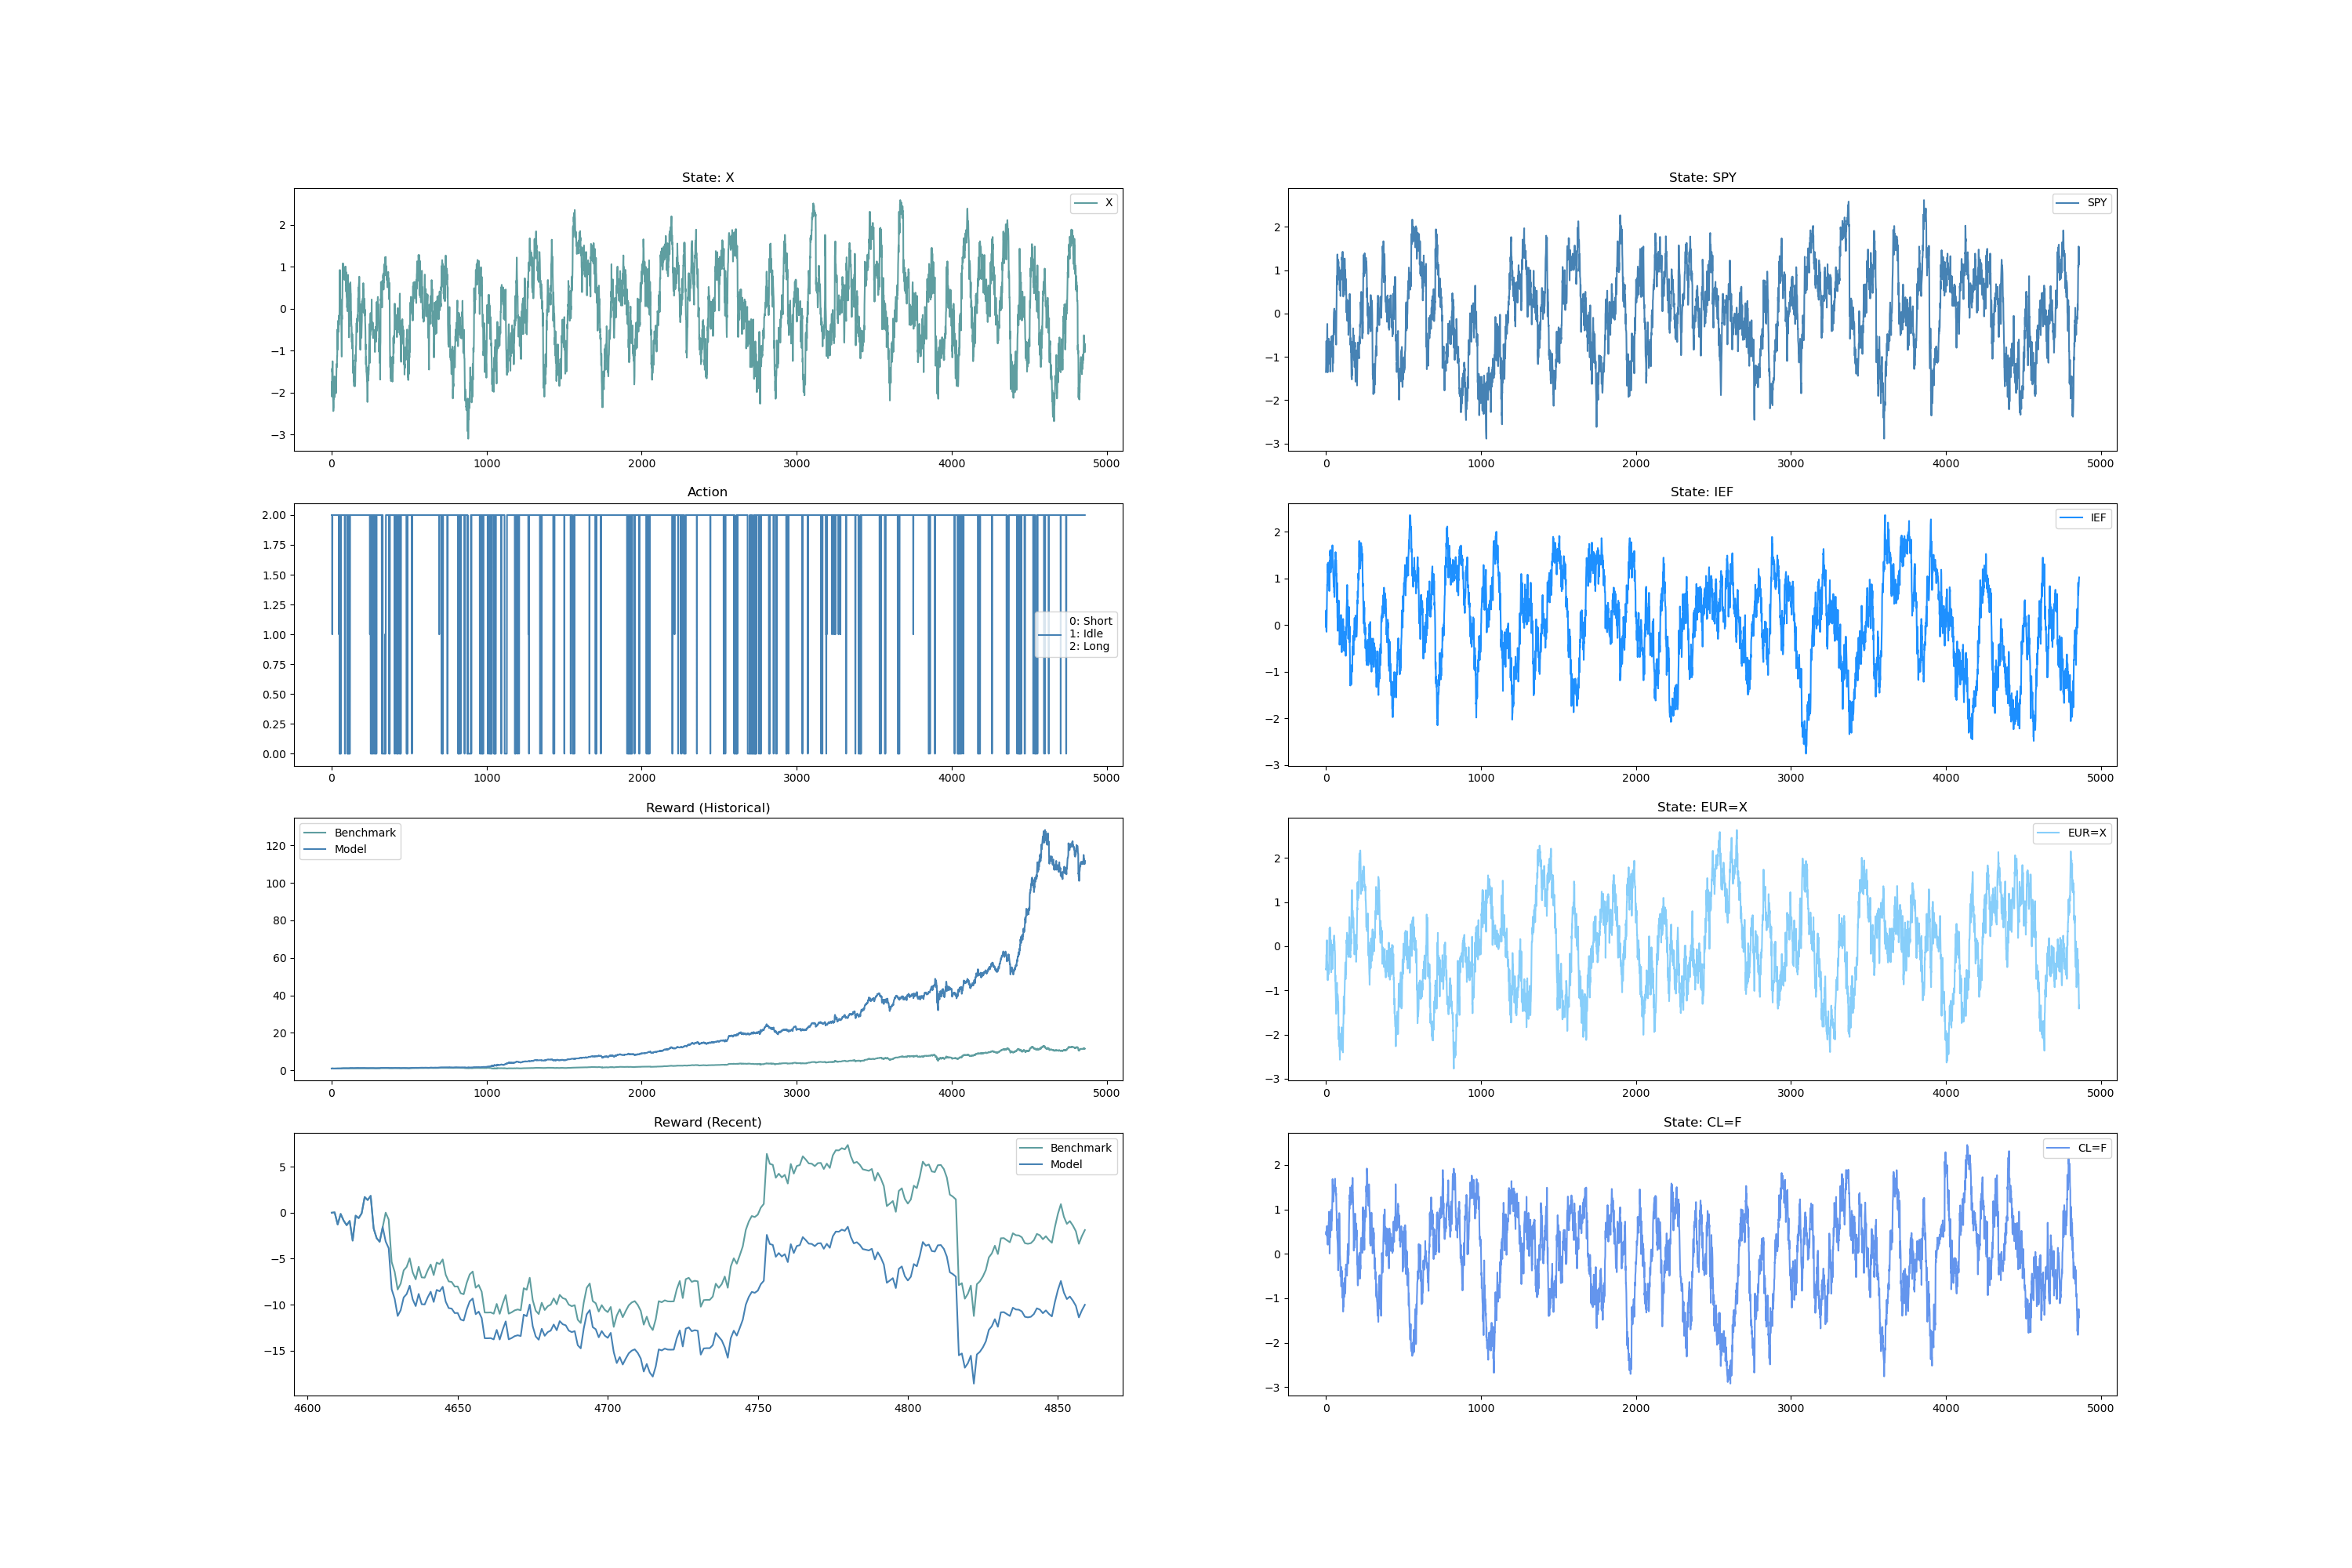 State: X
X
2
1
0
−1
−2
−3
0 1000 2000 3000 4000 5000
Action
2.00
1.75
1.50
1.25
1.00
0.75
0.50
0.25
0.00
0: Short
1: Idle
2: Long
0 1000 2000 3000 4000 5000
Reward (Historical)
Benchmark
Model
120
100
80
60
40
20
0
0 1000 2000 3000 4000 5000
Reward (Recent)
Benchmark
Model
5
0
−5
−10
−15
4600 4650 4700 4750 4800 4850
State: SPY
SPY
2
1
0
−1
−2
−3
0 1000 2000 3000 4000 5000
State: IEF
IEF
2
1
0
−1
−2
−3
0 1000 2000 3000 4000 5000
State: EUR=X
EUR=X
2
1
0
−1
−2
−3
0 1000 2000 3000 4000 5000
State: CL=F
CL=F
2
1
0
−1
−2
−3
0 1000 2000 3000 4000 5000